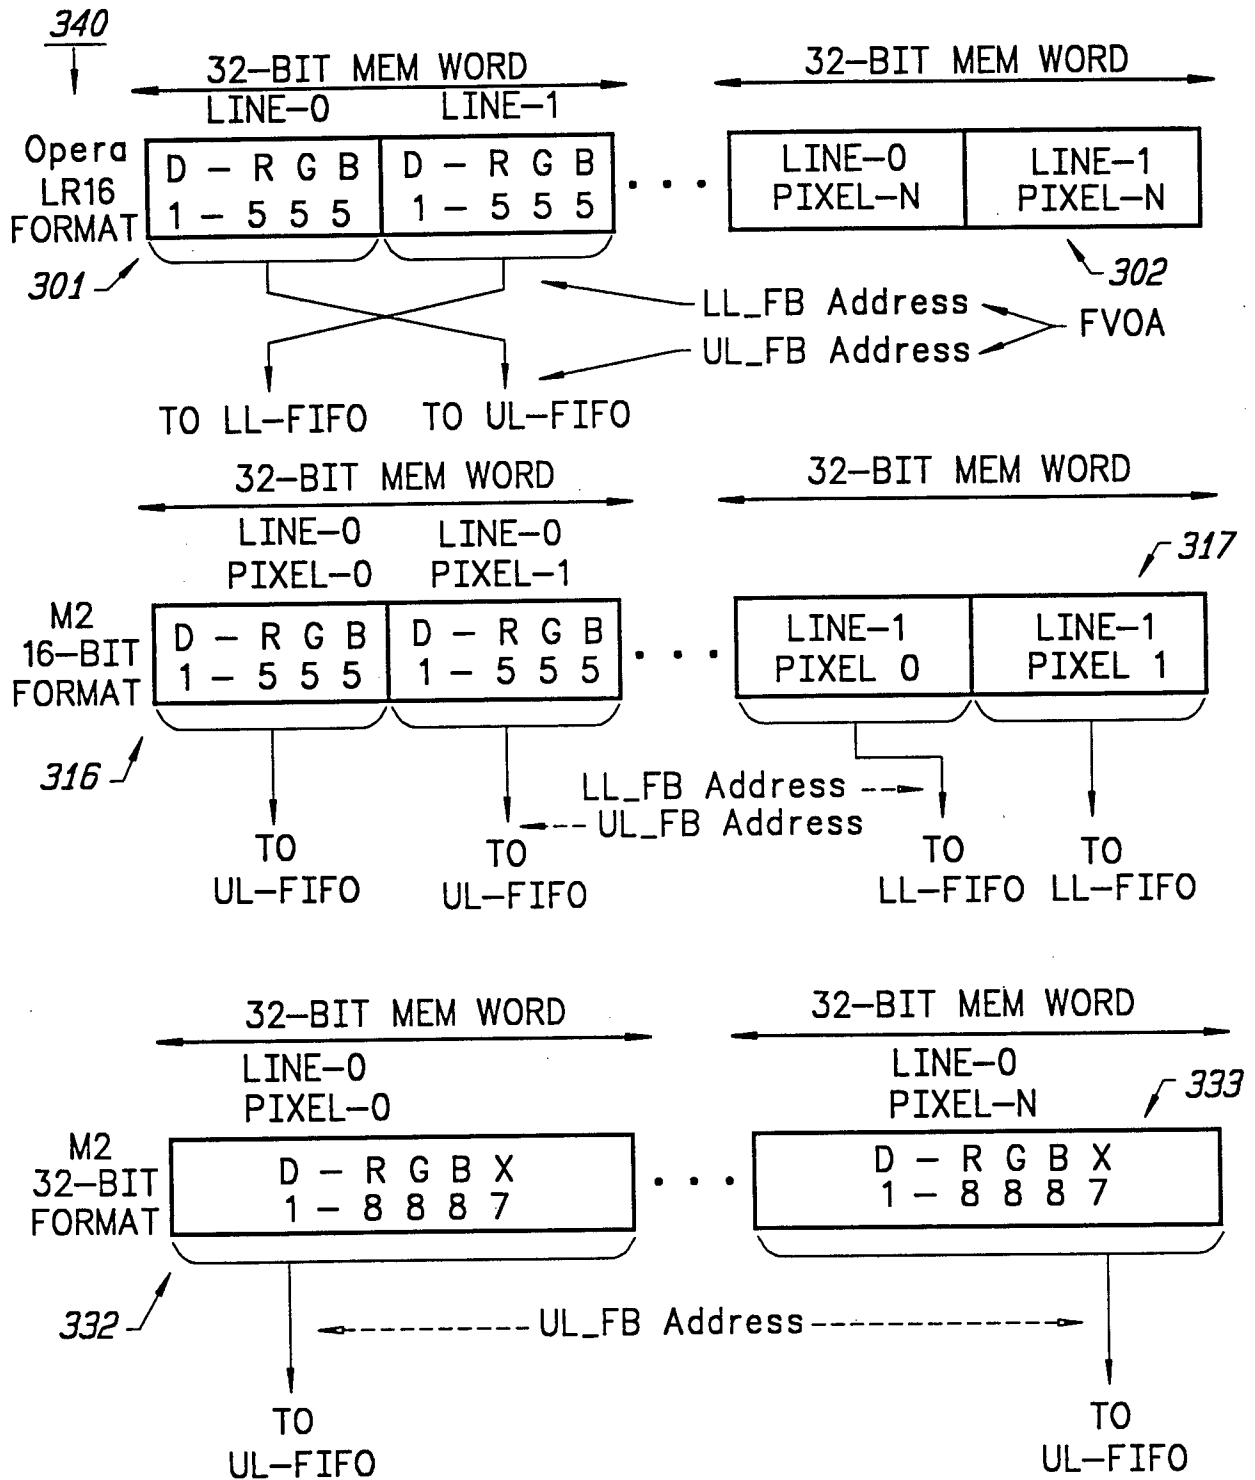 340
32-BIT MEM WORD
32-BIT MEM WORD
LINE-0 LINE-1
Opera
LR16
FORMAT
D - R G B
1 - 5 5 5
D - R G B
1 - 5 5 5
. . .
LINE-0
PIXEL-N
LINE-1
PIXEL-N
301
302
LL_FB Address
UL_FB Address
FVOA
TO LL-FIFO
TO UL-FIFO
32-BIT MEM WORD
32-BIT MEM WORD
LINE-0
PIXEL-0
LINE-0
PIXEL-1
317
M2
16-BIT
FORMAT
D - R G B
1 - 5 5 5
D - R G B
1 - 5 5 5
. . .
LINE-1
PIXEL 0
LINE-1
PIXEL 1
316
LL_FB Address
UL_FB Address
TO
UL-FIFO
TO
UL-FIFO
TO
LL-FIFO
TO
LL-FIFO
32-BIT MEM WORD
32-BIT MEM WORD
LINE-0
PIXEL-0
LINE-0
PIXEL-N
333
M2
32-BIT
FORMAT
D - R G B X
1 - 8 8 8 7
. . .
D - R G B X
1 - 8 8 8 7
332
UL_FB Address
TO
UL-FIFO
TO
UL-FIFO